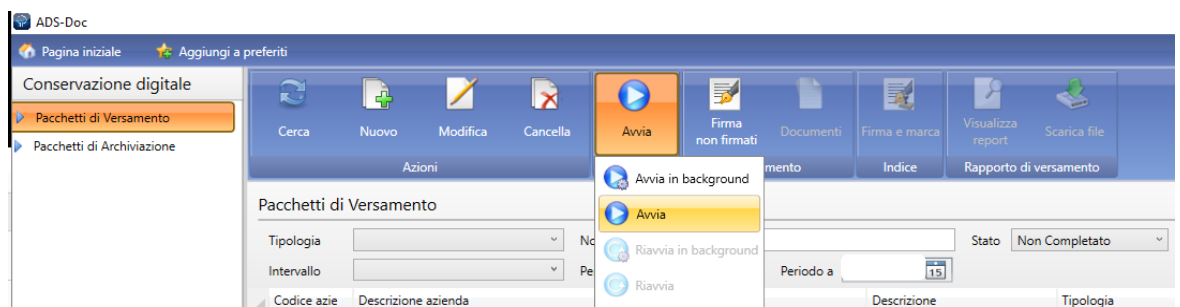 ADS-Doc
Pagina iniziale Aggiungi a preferiti
Conservazione digitale
Pacchetti di Versamento
Pacchetti di Archiviazione
Cerca Nuovo Modifica Cancella Avvia Firma non firmati Documenti Firma e marca Visualizza report Scarica file
Azioni mento Indice Rapporto di versamento
Avvia in background
Avvia
Riavvia in background
Riavvia
Pacchetti di Versamento
Tipologia No Stato Non Completato
Intervallo Pe Periodo a 15
Codice azie Descrizione azienda Descrizione Tipologia